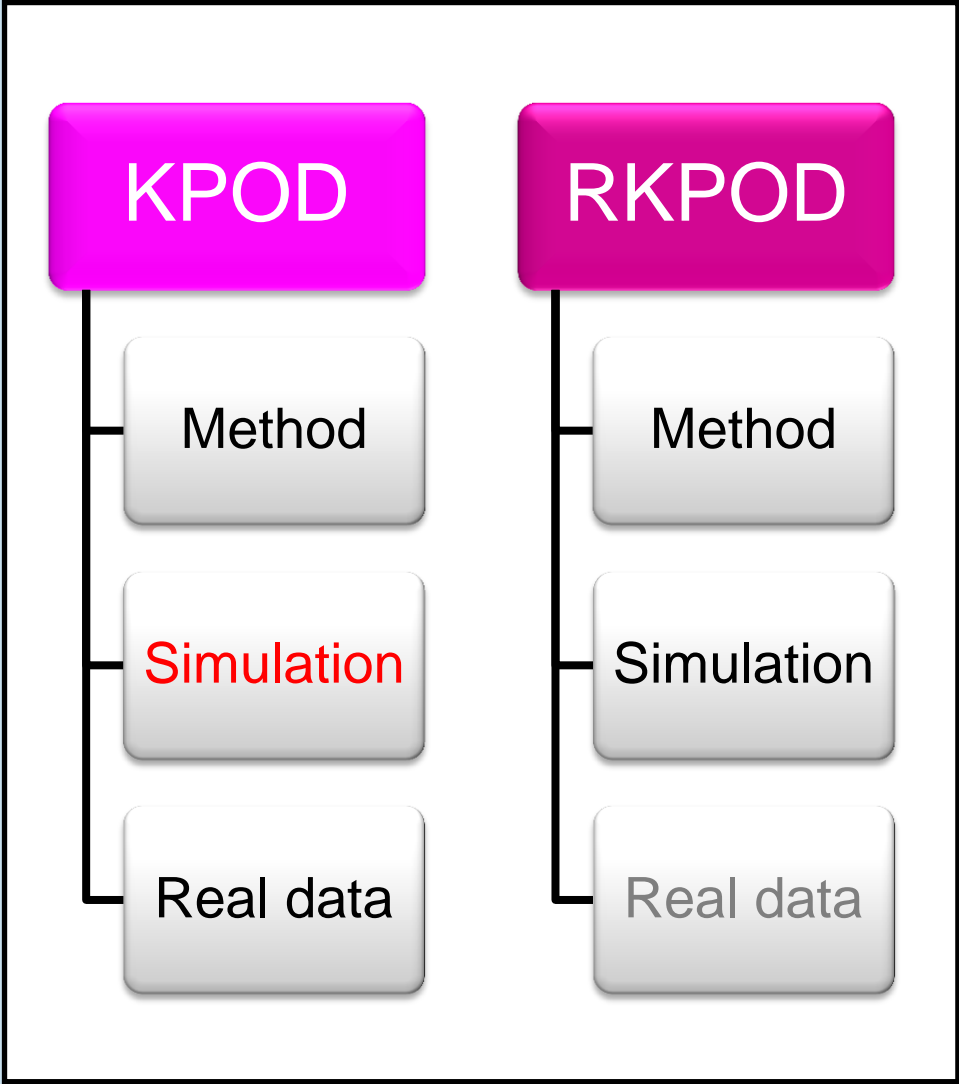 KPOD
Method
Simulation
Real data
RKPOD
Method
Simulation
Real data